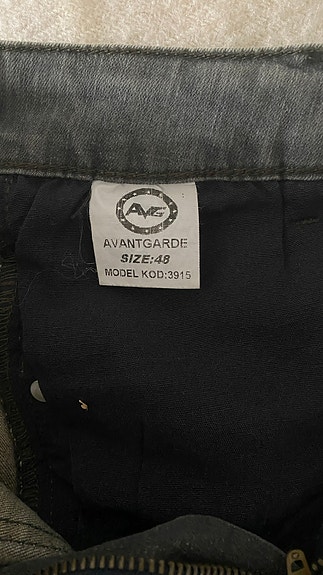 AVG
AVANTGARDE
SIZE:48
MODEL KOD:3915